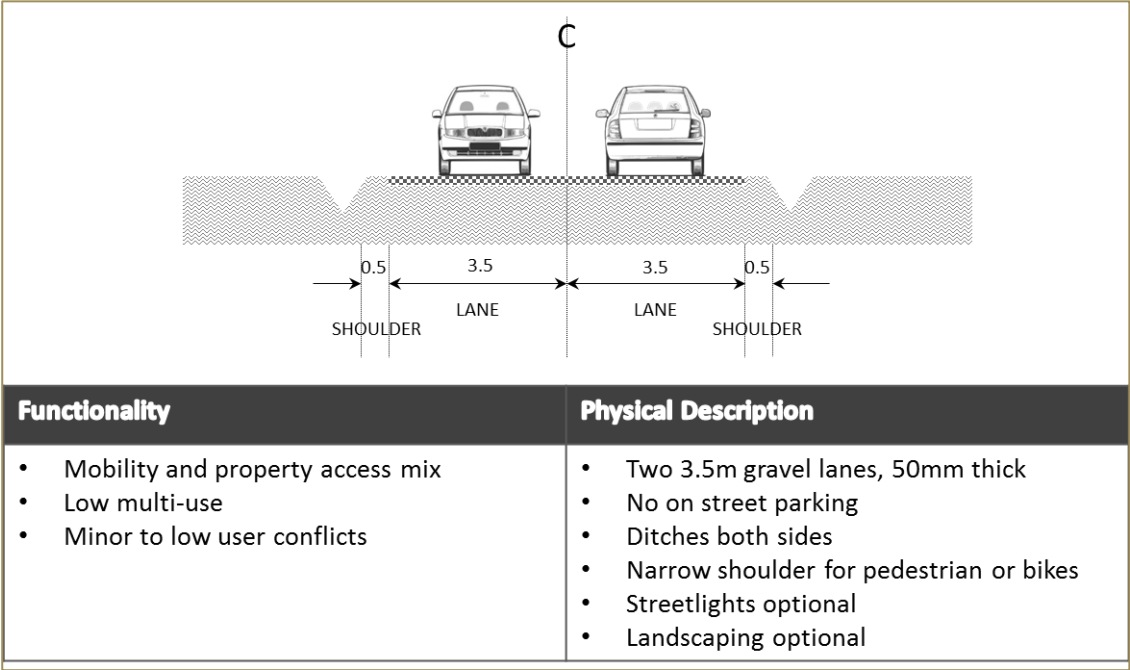 C
0.5 3.5 3.5 0.5
LANE LANE
SHOULDER SHOULDER
Functionality
• Mobility and property access mix
• Low multi-use
• Minor to low user conflicts
Physical Description
• Two 3.5m gravel lanes, 50mm thick
• No on street parking
• Ditches both sides
• Narrow shoulder for pedestrian or bikes
• Streetlights optional
• Landscaping optional